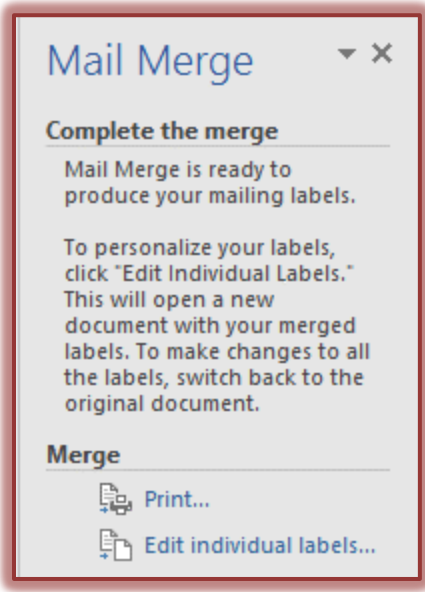 Mail Merge
Complete the merge
Mail Merge is ready to
produce your mailing labels.
To personalize your labels,
click "Edit Individual Labels."
This will open a new
document with your merged
labels. To make changes to all
the labels, switch back to the
original document.
Merge
Print...
Edit individual labels...